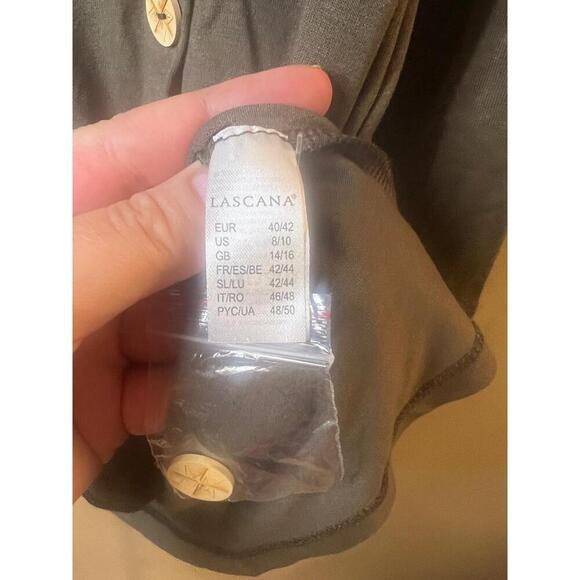 LASCANA®
EUR 40/42
US 8/10
GB 14/16
FR/ES/BE 42/44
SL/LU 42/44
IT/RO 46/48
PYC/UA 48/50